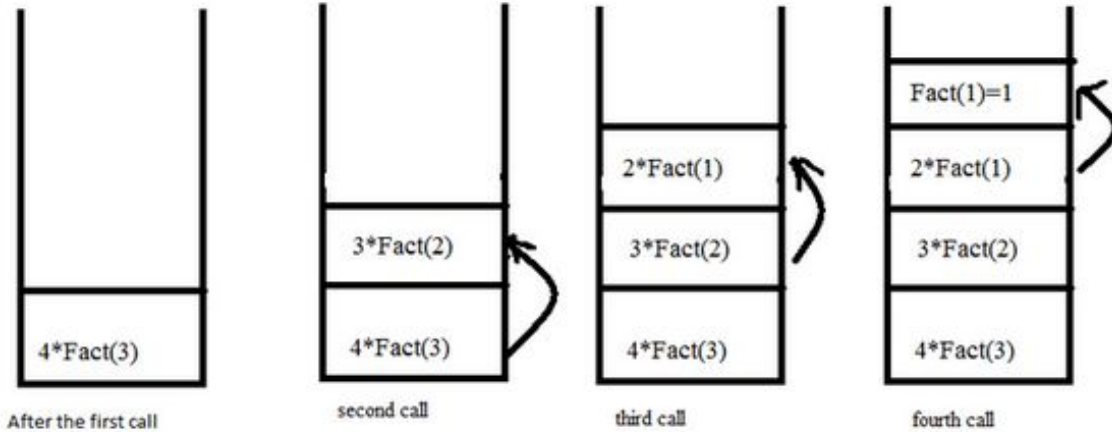 4*Fact(3)
After the first call
3*Fact(2)
4*Fact(3)
second call
2*Fact(1)
3*Fact(2)
4*Fact(3)
third call
Fact(1)=1
2*Fact(1)
3*Fact(2)
4*Fact(3)
fourth call